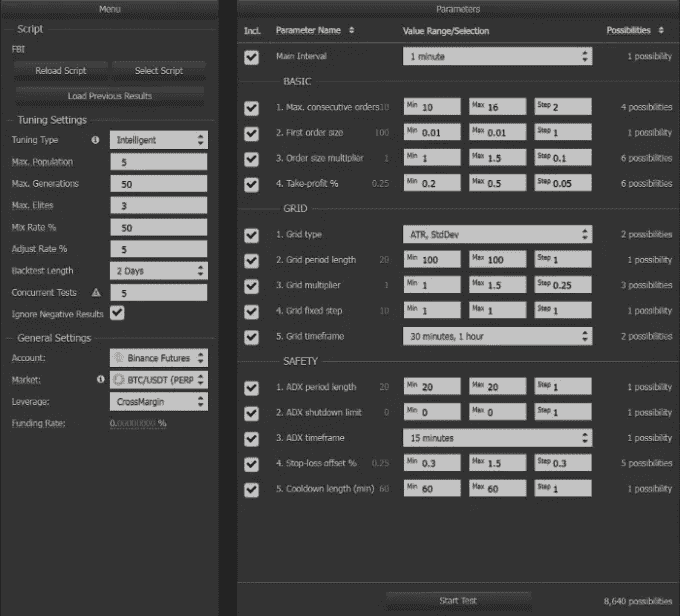 Menu
Script
FBI
Reload Script Select Script
Load Previous Results
Tuning Settings
Tuning Type Intelligent
Max. Population 5
Max. Generations 50
Max. Elites 3
Mix Rate % 50
Adjust Rate % 5
Backtest Length 2 Days
Concurrent Tests 5
Ignore Negative Results
General Settings
Account: Binance Futures
Market: BTC/USDT (PERP
Leverage: CrossMargin
Funding Rate: %
Parameters
Incl. Parameter Name Value Range/Selection Possibilities
Main Interval 1 minute 1 possibility
BASIC
1. Max. consecutive orders10 Min 10 Max 16 Step 2 4 possibilities
2. First order size 100 Min 0.01 Max 0.01 Step 1 1 possibility
3. Order size multiplier 1 Min 1 Max 1.5 Step 0.1 6 possibilities
4. Take-profit % 0.25 Min 0.2 Max 0.5 Step 0.05 6 possibilities
GRID
1. Grid type ATR, StdDev 2 possibilities
2. Grid period length 20 Min 100 Max 100 Step 1 1 possibility
3. Grid multiplier 1 Min 1 Max 1.5 Step 0.25 3 possibilities
4. Grid fixed step 10 Min 1 Max 1 Step 1 1 possibility
5. Grid timeframe 30 minutes, 1 hour 2 possibilities
SAFETY
1. ADX period length 20 Min 20 Max 20 Step 1 1 possibility
2. ADX shutdown limit 0 Min 0 Max 0 Step 1 1 possibility
3. ADX timeframe 15 minutes 1 possibility
4. Stop-loss offset % 0.25 Min 0.3 Max 1.5 Step 0.3 5 possibilities
5. Cooldown length (min) 60 Min 60 Max 60 Step 1 1 possibility
Start Test 8,640 possibilities